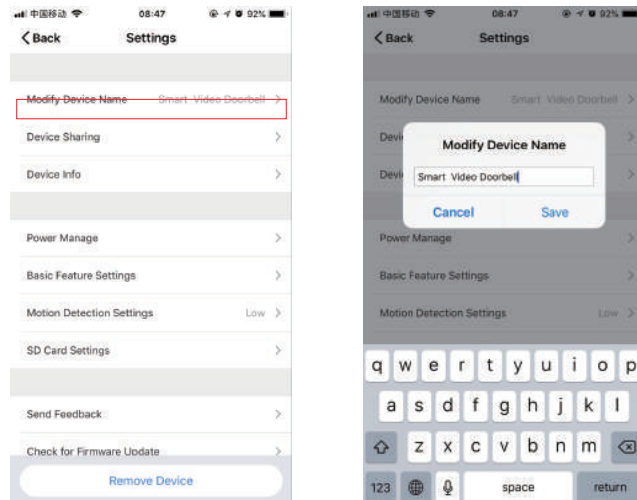 中国移动 08:47 92%
Back Settings
Modify Device Name Smart Video Doorbell
Device Sharing
Device Info
Power Manage
Basic Feature Settings
Motion Detection Settings Low
SD Card Settings
Send Feedback
Check for Firmware Update
Remove Device
中国移动 08:47 92%
Back Settings
Modify Device Name Smart Video Doorbell
Devi
Devi
Modify Device Name
Smart Video Doorbell
Cancel Save
Power Manage
Basic Feature Settings
Motion Detection Settings Low
q w e r t y u i o p
a s d f g h j k l
z x c v b n m
123 space return